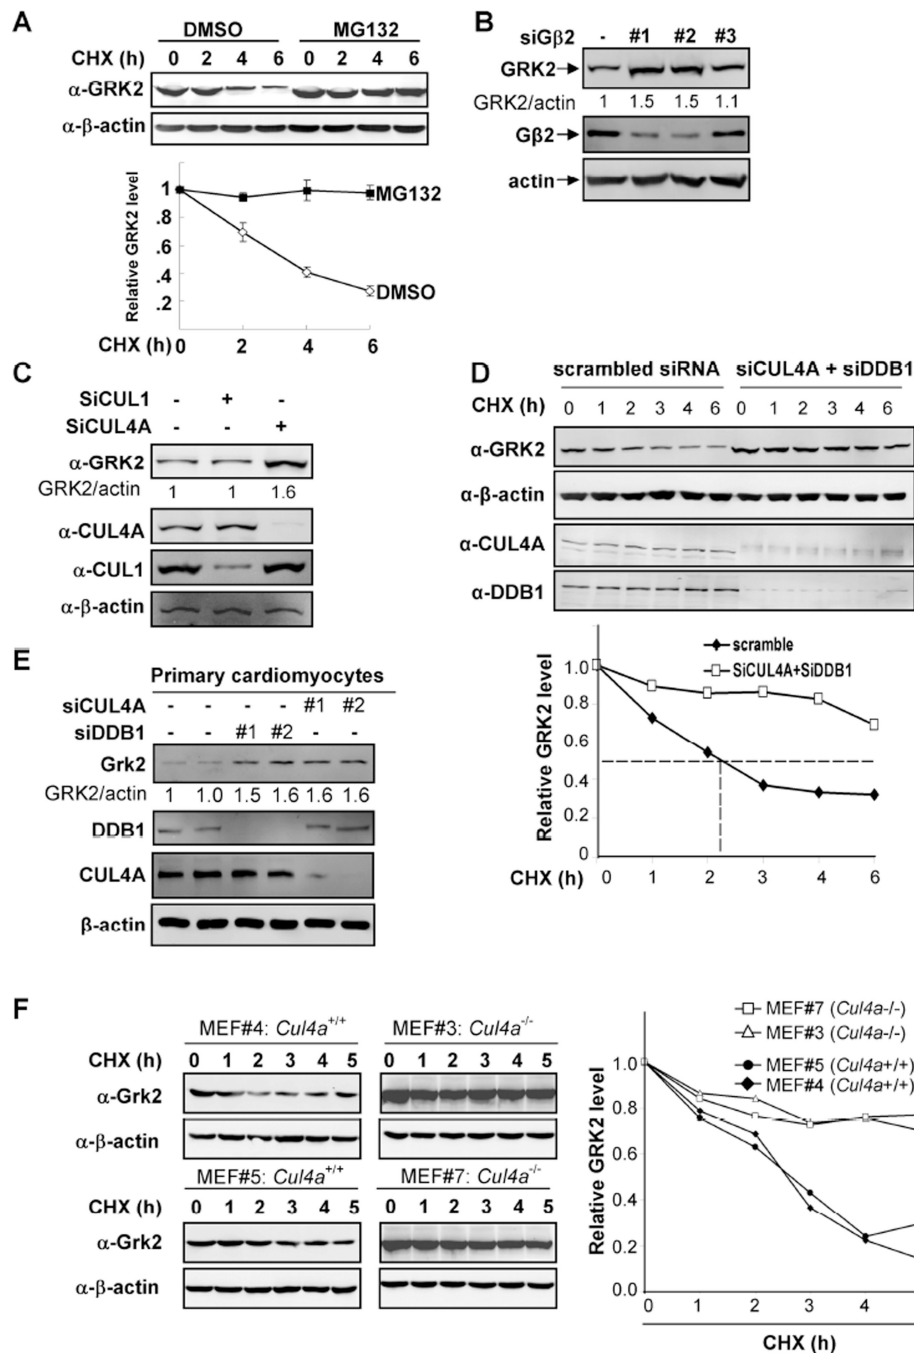 A
DMSO MG132
CHX (h) 0 2 4 6 0 2 4 6
α-GRK2
α-β-actin
Relative GRK2 level
1
.8
.6
.4
.2
MG132
DMSO
CHX (h) 0 2 4 6
B
siGβ2 - #1 #2 #3
GRK2
GRK2/actin 1 1.5 1.5 1.1
Gβ2
actin
C
SiCUL1 - + -
SiCUL4A - - +
α-GRK2
GRK2/actin 1 1 1.6
α-CUL4A
α-CUL1
α-β-actin
D
scrambled siRNA siCUL4A + siDDB1
CHX (h) 0 1 2 3 4 6 0 1 2 3 4 6
α-GRK2
α-β-actin
α-CUL4A
α-DDB1
Relative GRK2 level
1.0
0.8
0.6
0.4
0.2
0
scramble
SiCUL4A+SiDDB1
CHX (h) 0 1 2 3 4 6
E
Primary cardiomyocytes
siCUL4A - - - - #1 #2
siDDB1 - - #1 #2 - -
Grk2
GRK2/actin 1 1.0 1.5 1.6 1.6 1.6
DDB1
CUL4A
β-actin
F
MEF#4: Cul4a+/+ MEF#3: Cul4a-/-
CHX (h) 0 1 2 3 4 5 0 1 2 3 4 5
α-Grk2
α-β-actin
MEF#5: Cul4a+/+ MEF#7: Cul4a-/-
CHX (h) 0 1 2 3 4 5 0 1 2 3 4 5
α-Grk2
α-β-actin
MEF#7 (Cul4a-/-)
MEF#3 (Cul4a-/-)
MEF#5 (Cul4a+/+)
MEF#4 (Cul4a+/+)
Relative GRK2 level
1.0
0.8
0.6
0.4
0.2
0.0
0 1 2 3 4
CHX (h)